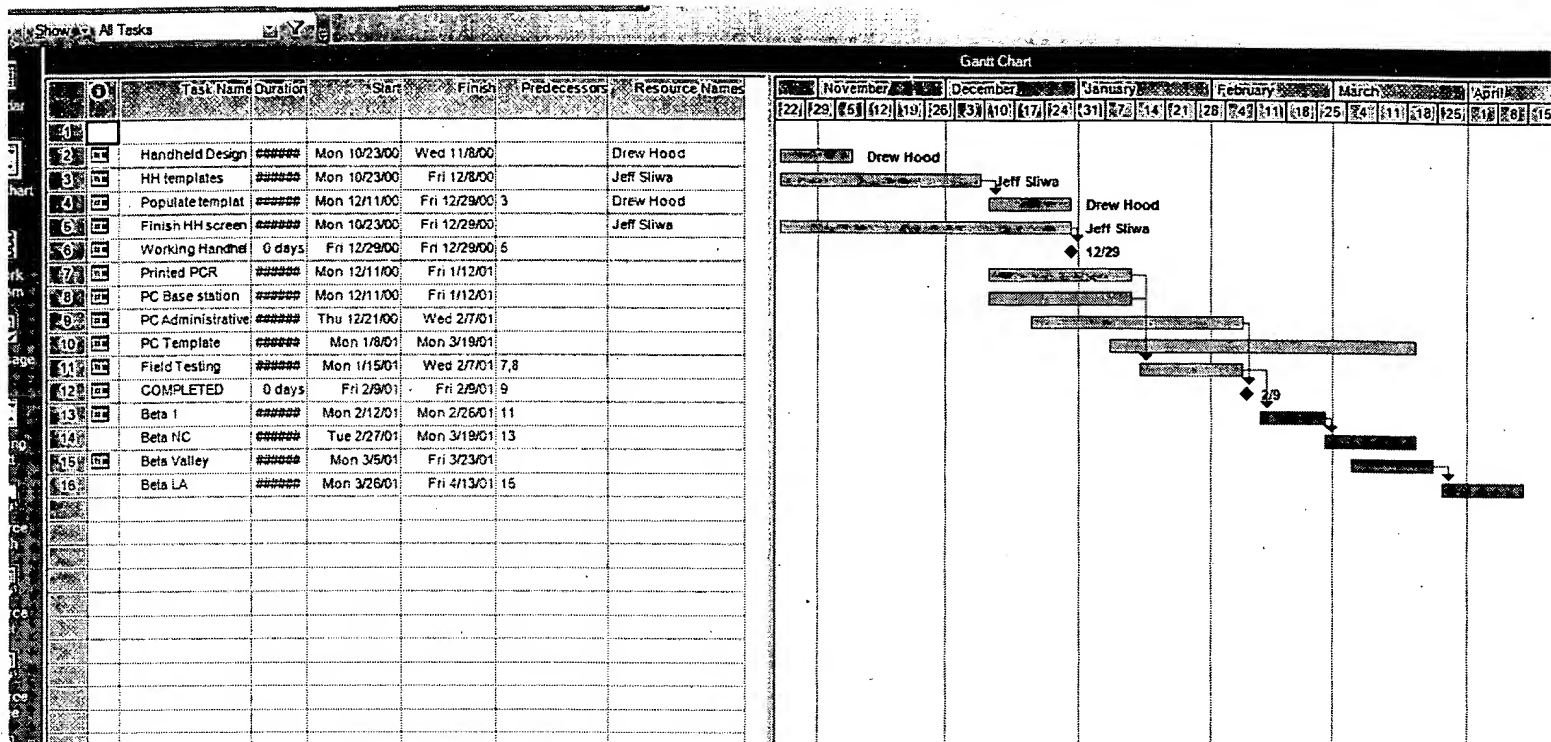 Show All Tasks
Gantt Chart
Task Name Duration Start Finish Predecessors Resource Names
November December January February March April
22 29 5 12 19 26 3 10 17 24 31 7 14 21 28 4 11 18 25 4 11 18 25 1 8 15
1
2 Handheld Design ###### Mon 10/23/00 Wed 11/8/00 Drew Hood Drew Hood
3 HH templates ###### Mon 10/23/00 Fri 12/8/00 Jeff Sliwa Jeff Sliwa
4 Populate templat ###### Mon 12/11/00 Fri 12/29/00 3 Drew Hood Drew Hood
5 Finish HH screen ###### Mon 10/23/00 Fri 12/29/00 Jeff Sliwa Jeff Sliwa
6 Working Handhel 0 days Fri 12/29/00 Fri 12/29/00 5 12/29
7 Printed PCR ###### Mon 12/11/00 Fri 1/12/01
8 PC Base station ###### Mon 12/11/00 Fri 1/12/01
9 PC Administrative ###### Thu 12/21/00 Wed 2/7/01
10 PC Template ###### Mon 1/8/01 Mon 3/19/01
11 Field Testing ###### Mon 1/15/01 Wed 2/7/01 7,8
12 COMPLETED 0 days Fri 2/9/01 Fri 2/9/01 9 2/9
13 Beta 1 ###### Mon 2/12/01 Mon 2/26/01 11
14 Beta NC ###### Tue 2/27/01 Mon 3/19/01 13
15 Beta Valley ###### Mon 3/5/01 Fri 3/23/01
16 Beta LA ###### Mon 3/26/01 Fri 4/13/01 15